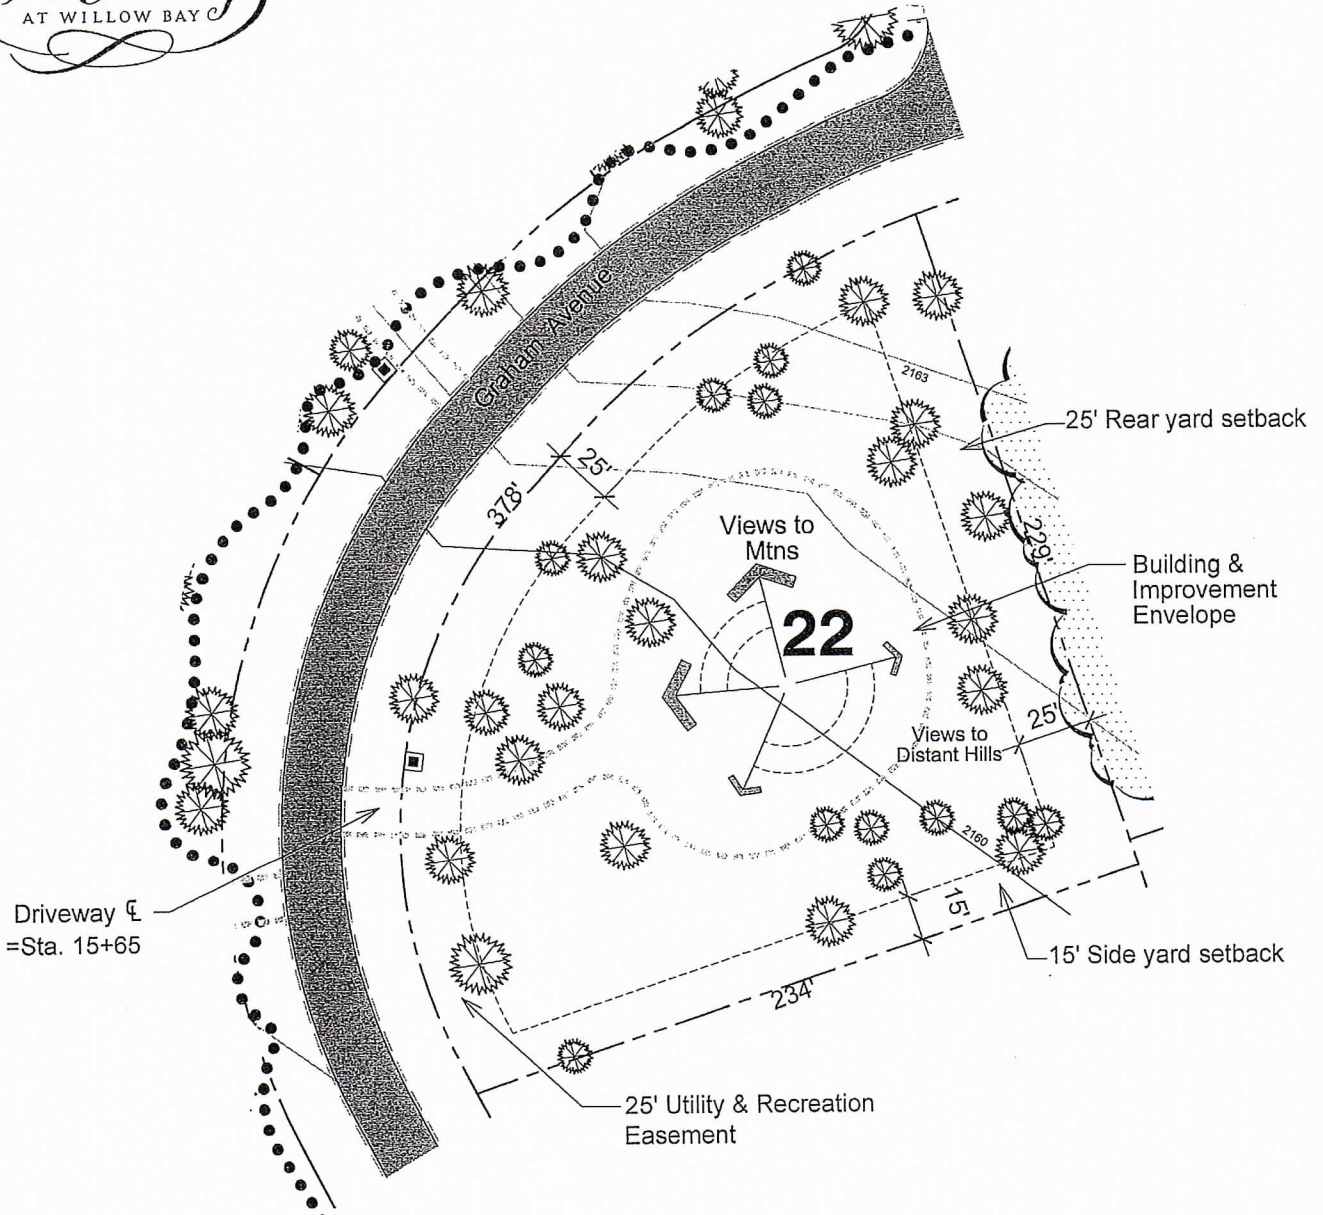 AT WILLOW BAY
Graham Avenue
2163
25' Rear yard setback
25'
378'
Views to
Mtns
229'
Building &
Improvement
Envelope
22
25'
Views to
Distant Hills
2160
Driveway ℄
=Sta. 15+65
15'
15' Side yard setback
234'
25' Utility & Recreation
Easement